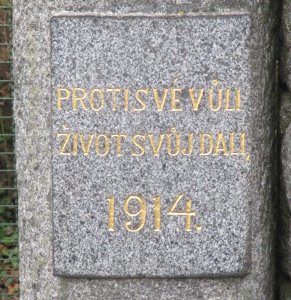 PROTI SVÉ VŮLI
ŽIVOT SVŮJ DALI,
1914.